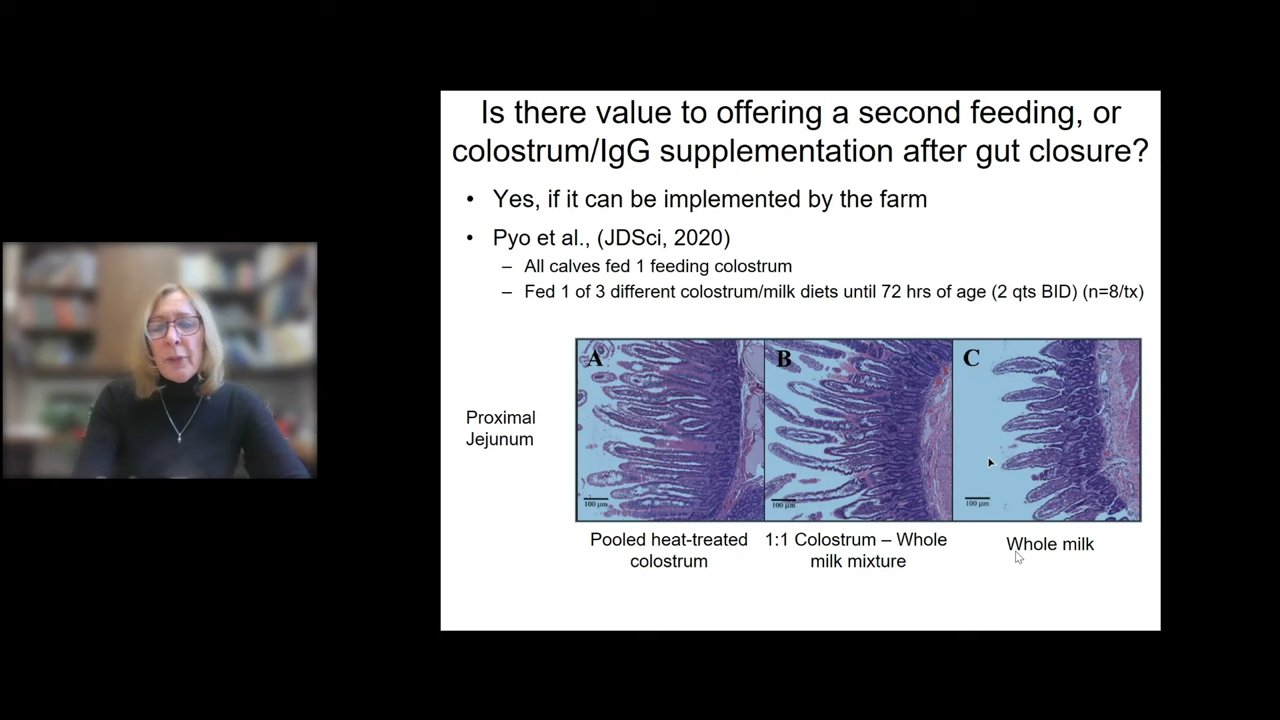 Is there value to offering a second feeding, or
colostrum/IgG supplementation after gut closure?
• Yes, if it can be implemented by the farm
• Pyo et al., (JDSci, 2020)
– All calves fed 1 feeding colostrum
– Fed 1 of 3 different colostrum/milk diets until 72 hrs of age (2 qts BID) (n=8/tx)
Proximal
Jejunum
A
B
C
100 µm
100 µm
100 µm
Pooled heat-treated
colostrum
1:1 Colostrum – Whole
milk mixture
Whole milk